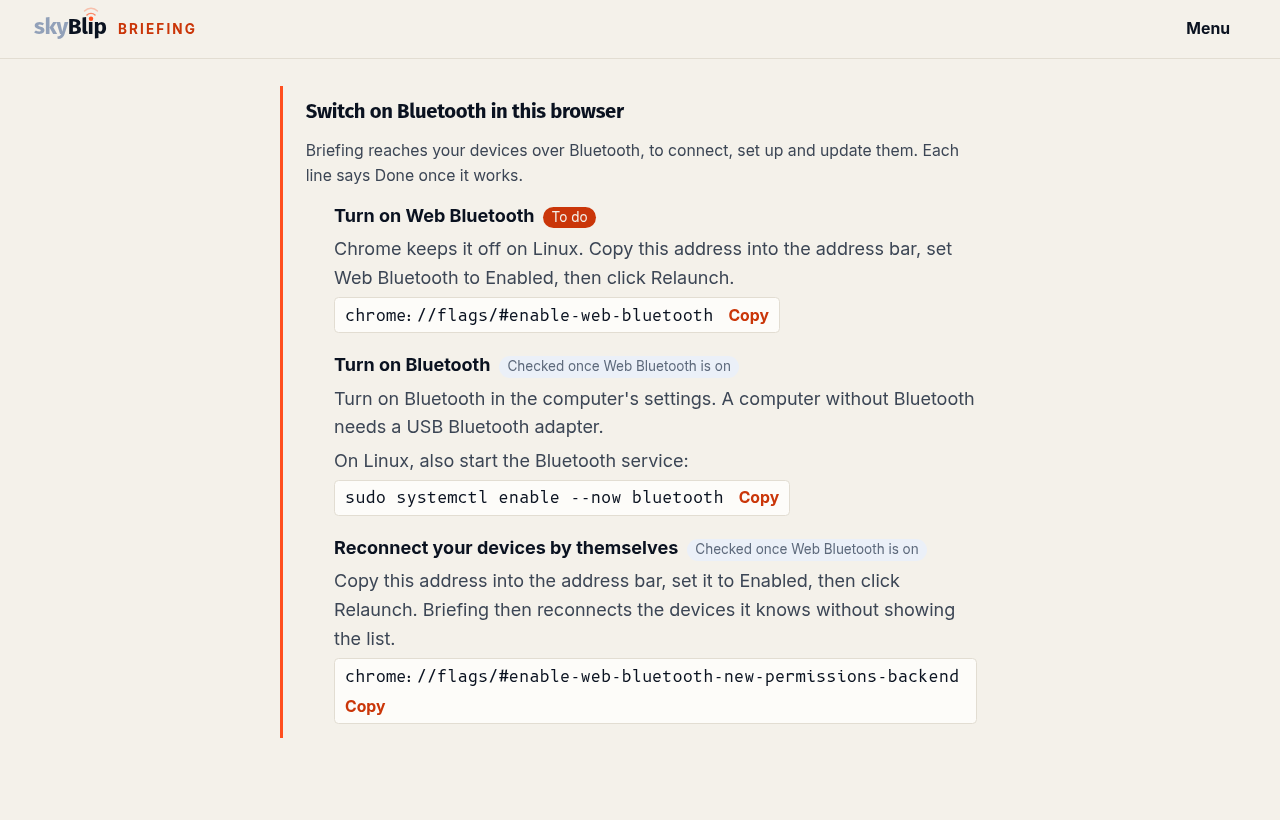 skyBlip BRIEFING
Menu
Switch on Bluetooth in this browser
Briefing reaches your devices over Bluetooth, to connect, set up and update them. Each
line says Done once it works.
Turn on Web Bluetooth To do
Chrome keeps it off on Linux. Copy this address into the address bar, set
Web Bluetooth to Enabled, then click Relaunch.
chrome://flags/#enable-web-bluetooth Copy
Turn on Bluetooth Checked once Web Bluetooth is on
Turn on Bluetooth in the computer's settings. A computer without Bluetooth
needs a USB Bluetooth adapter.
On Linux, also start the Bluetooth service:
sudo systemctl enable --now bluetooth Copy
Reconnect your devices by themselves Checked once Web Bluetooth is on
Copy this address into the address bar, set it to Enabled, then click
Relaunch. Briefing then reconnects the devices it knows without showing
the list.
chrome://flags/#enable-web-bluetooth-new-permissions-backend
Copy